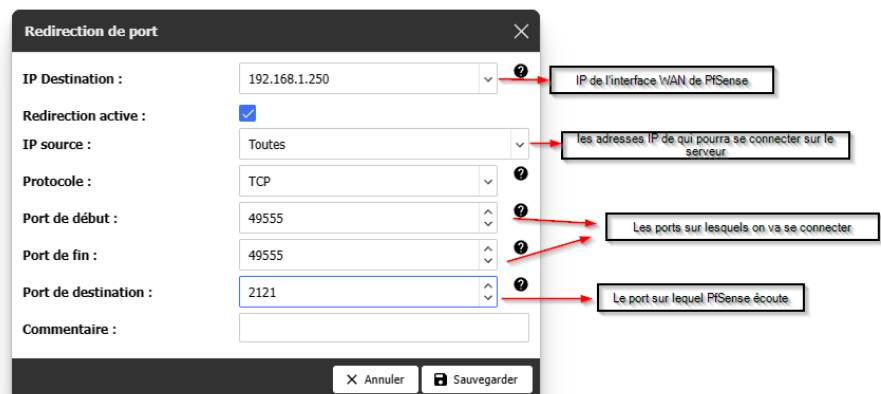 Redirection de port
IP Destination :
192.168.1.250
IP de l'interface WAN de PfSense
Redirection active :
IP source :
Toutes
les adresses IP de qui pourra se connecter sur le
serveur
Protocole :
TCP
Port de début :
49555
Les ports sur lesquels on va se connecter
Port de fin :
49555
Port de destination :
2121
Le port sur lequel PfSense écoute
Commentaire :
Annuler
Sauvegarder